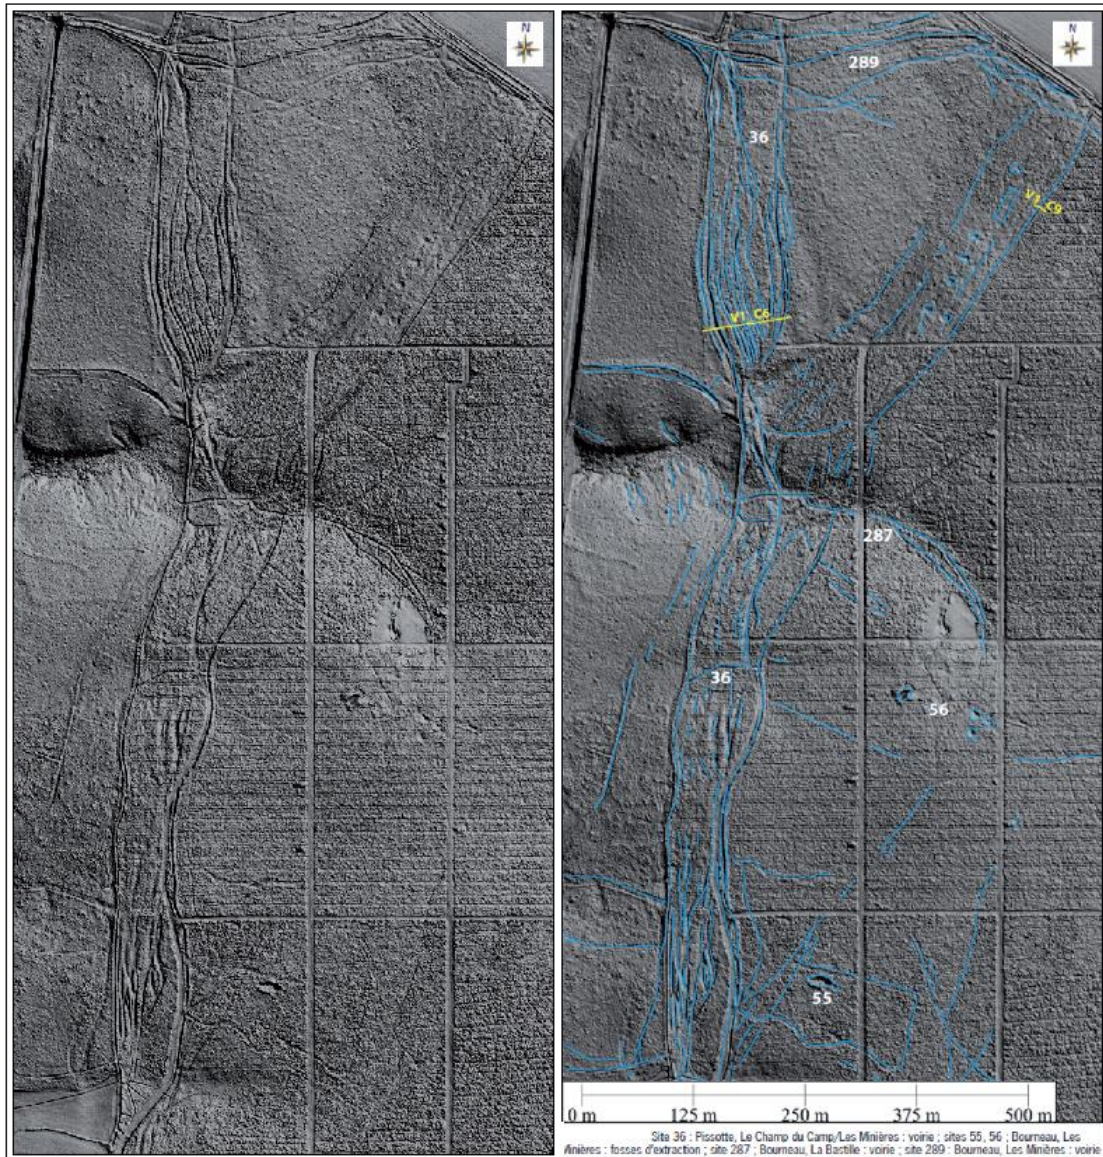 N
N
289
36
V1_C9
V1_C6
287
36
56
55
0 m 125 m 250 m 375 m 500 m
Site 36 : Pissotte, Le Champ du Camp/Les Minières : voirie ; sites 55, 56 ; Bourneau, Les
Minières : fosses d'extraction ; site 287 ; Bourneau, La Bastille : voirie ; site 289 : Bourneau, Les Minières : voirie